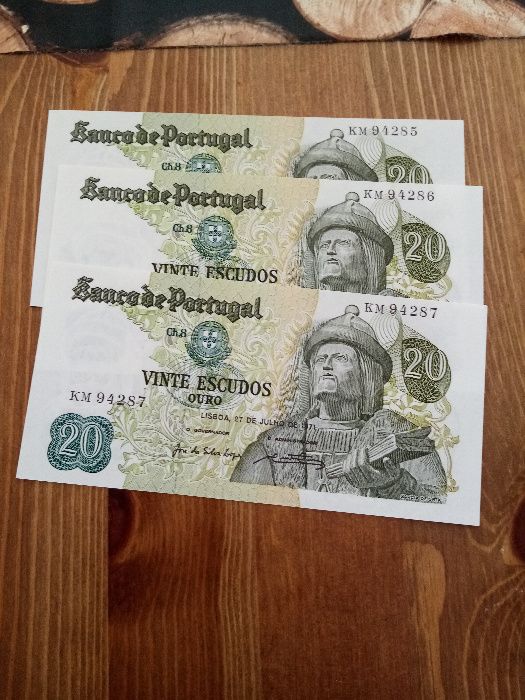 Banco de Portugal
KM 94285
Ch.8
20
Banco de Portugal
KM 94286
Ch.8
20
VINTE ESCUDOS
Banco de Portugal
KM 94287
Ch.8
20
VINTE ESCUDOS
OURO
KM 94287
LISBOA, 27 DE JULHO DE 1971
O GOVERNADOR
O ADMINISTRADOR
20